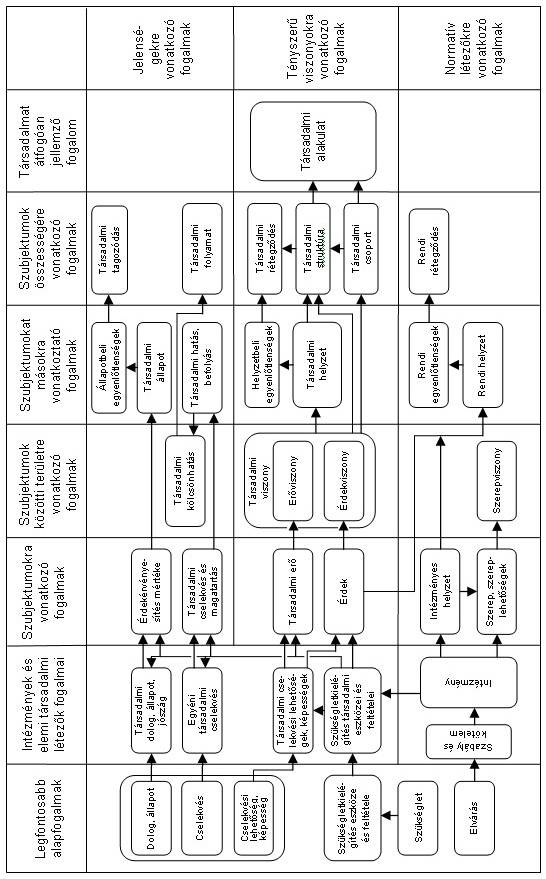 Jelensé-
gekre
vonatkozó
fogalmak
Tényszerű
viszonyokra
vonatkozó
fogalmak
Normatív
létezőkre
vonatkozó
fogalmak
Társadalmat
átfogóan
jellemző
fogalom
Társadalmi
alakulat
Szubjektumok
összességére
vonatkozó
fogalmak
Társadalmi
tagozódás
Társadalmi
folyamat
Társadalmi
rétegződés
Társadalmi
struktúra
Társadalmi
csoport
Rendi
rétegződés
Szubjektumokat
másokra
vonatkoztató
fogalmak
Állapotbeli
egyenlőtlenségek
Társadalmi
állapot
Társadalmi hatás,
befolyás
Helyzetbeli
egyenlőtlenségek
Társadalmi
helyzet
Rendi
egyenlőtlenségek
Rendi helyzet
Szubjektumok
közötti területre
vonatkozó
fogalmak
Társadalmi
kölcsönhatás
Társadalmi
viszony
Erőviszony
Érdekviszony
Szerepviszony
Szubjektumokra
vonatkozó
fogalmak
Érdekérvénye-
sítés mértéke
Társadalmi
cselekvés és
magatartás
Társadalmi erő
Érdek
Intézményes
helyzet
Szerep, szerep-
lehetőségek
Intézmények és
elemi társadalmi
létezők fogalmai
Társadalmi
dolog, állapot,
jószág
Egyéni
társadalmi
cselekvés
Társadalmi cse-
lekvési lehetősé-
gek, képességek
Szükségletkielé-
gítés társadalmi
eszközei és
feltételei
Intézmény
Szabály és
kötelem
Legfontosabb
alapfogalmak
Dolog, állapot
Cselekvés
Cselekvési
lehetőség,
képesség
Szükségletkielé-
gítés eszköze
és feltétele
Szükséglet
Elvárás